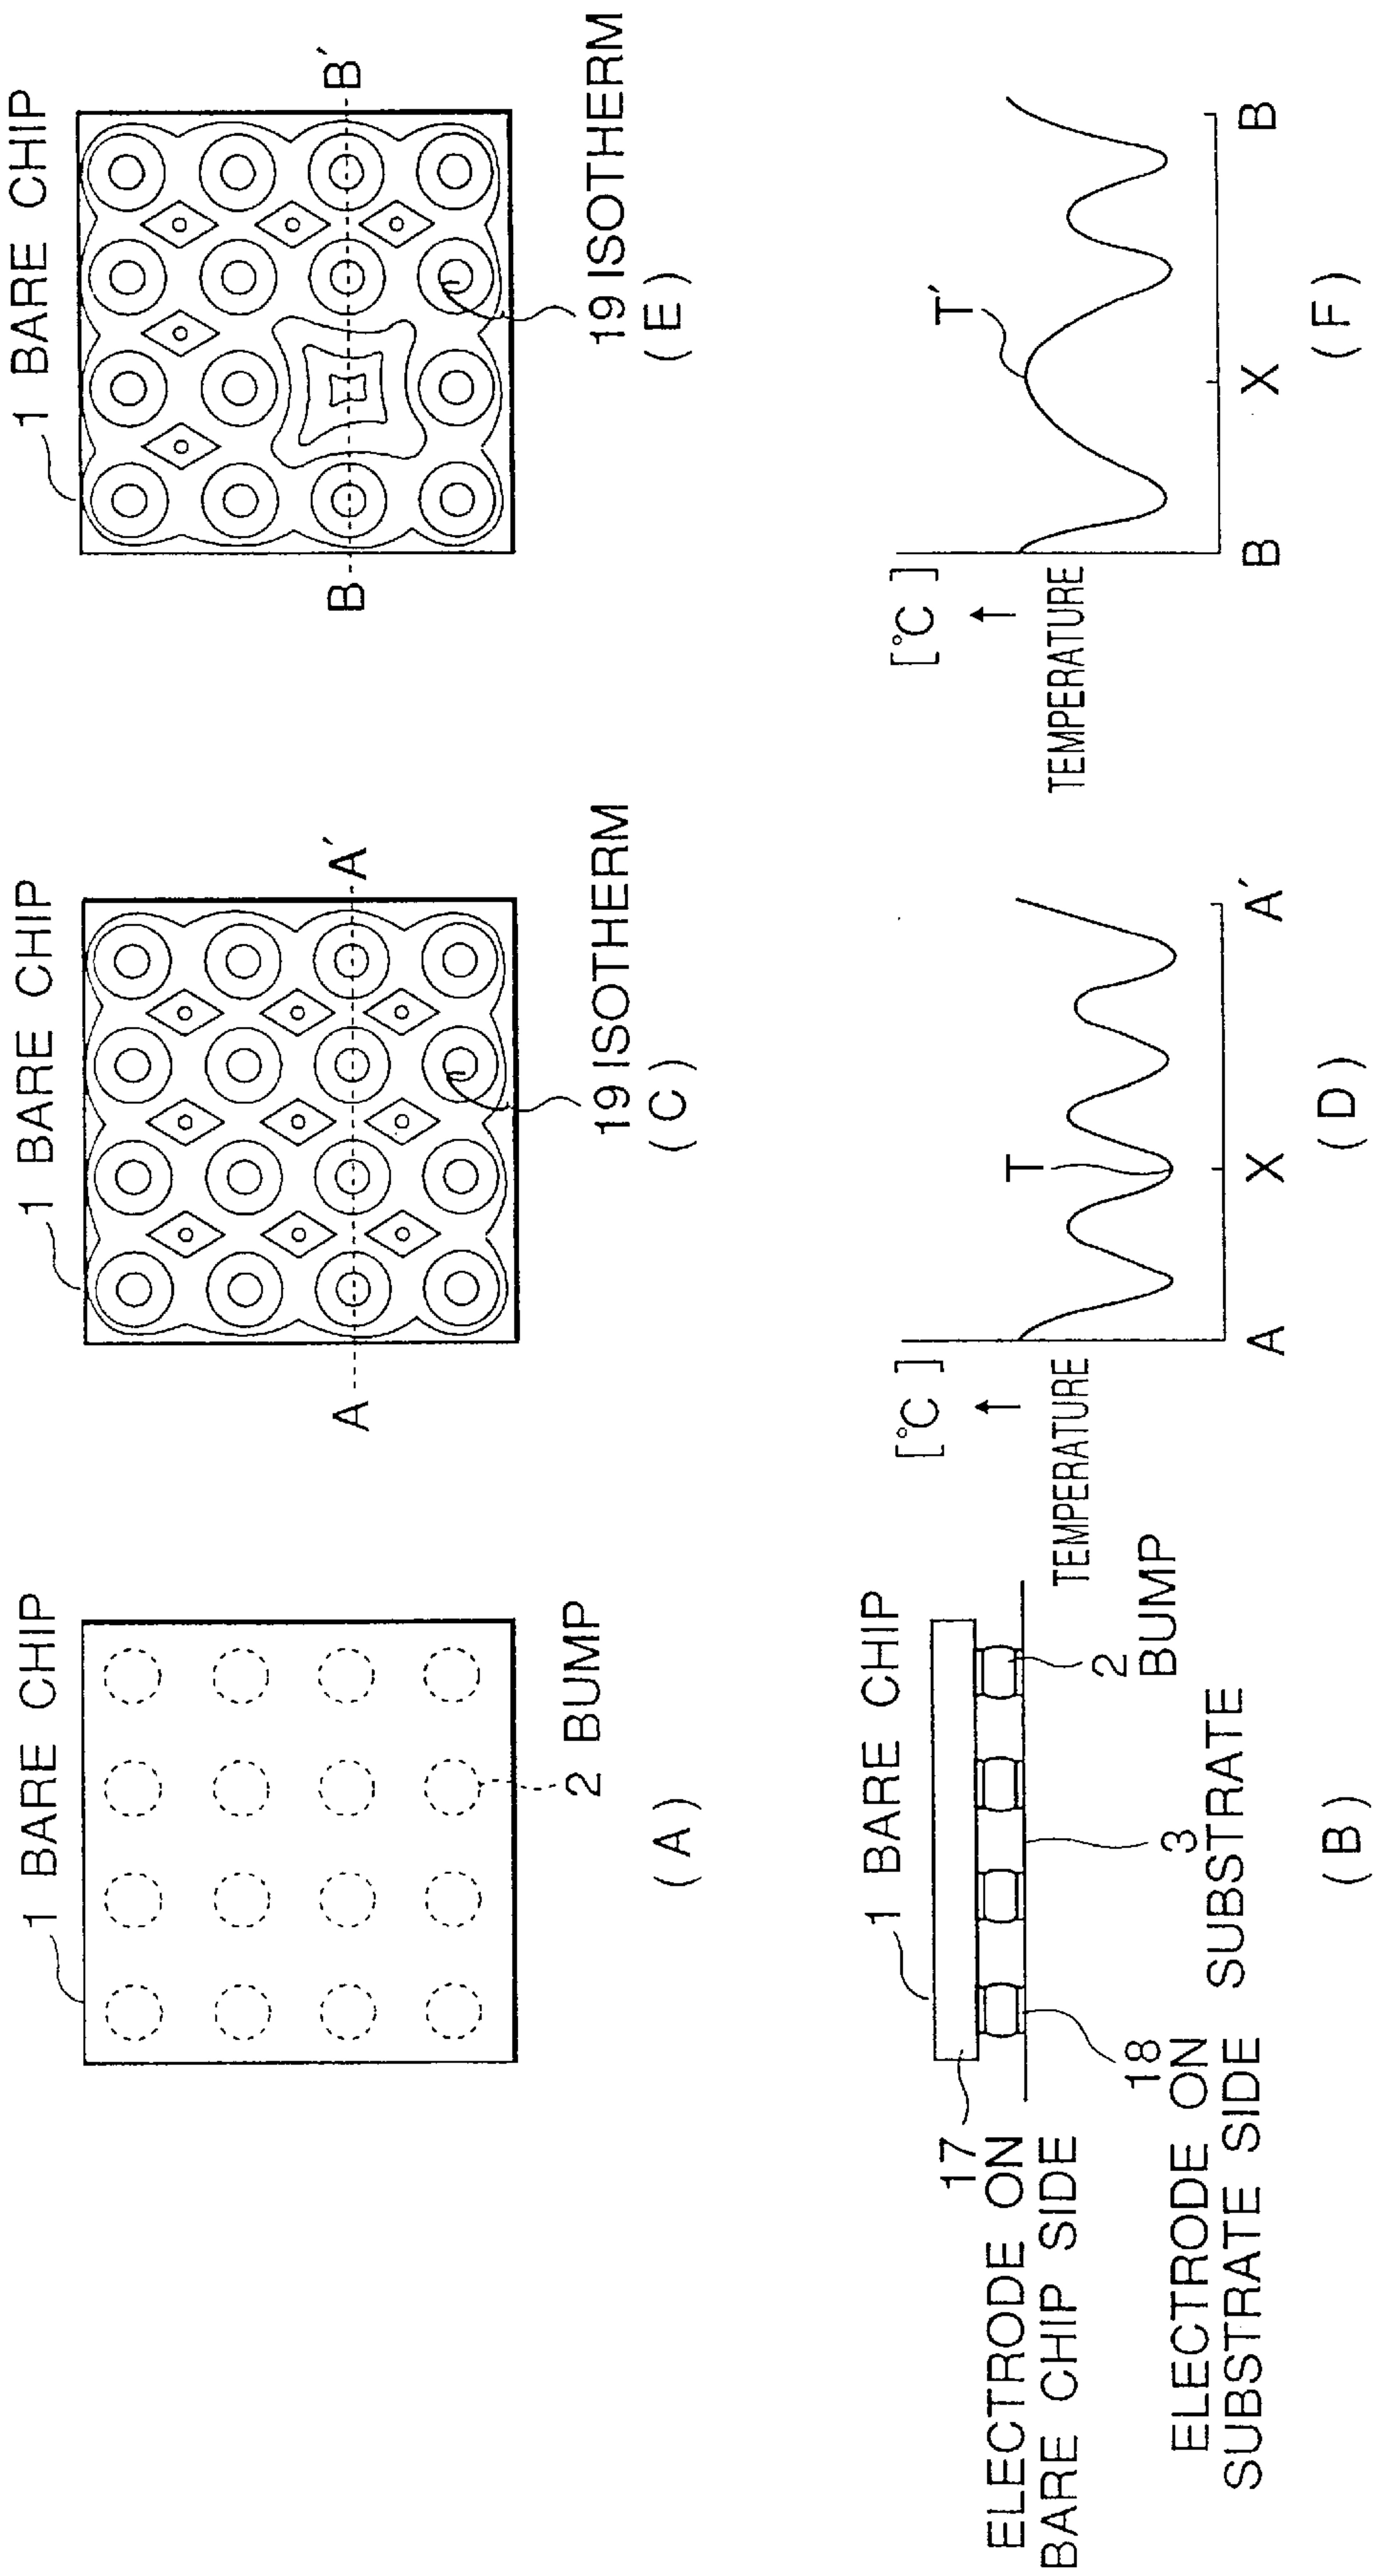 1 BARE CHIP
2 BUMP
( A )
1 BARE CHIP
17
ELECTRODE ON
BARE CHIP SIDE
18
ELECTRODE ON
SUBSTRATE SIDE
3
SUBSTRATE
2
BUMP
( B )
1 BARE CHIP
A
A´
19 ISOTHERM
( C )
[°C ]
↑
TEMPERATURE
T
A
X
A´
( D )
1 BARE CHIP
B
B´
19 ISOTHERM
( E )
[°C ]
↑
TEMPERATURE
T´
B
X
B
( F )